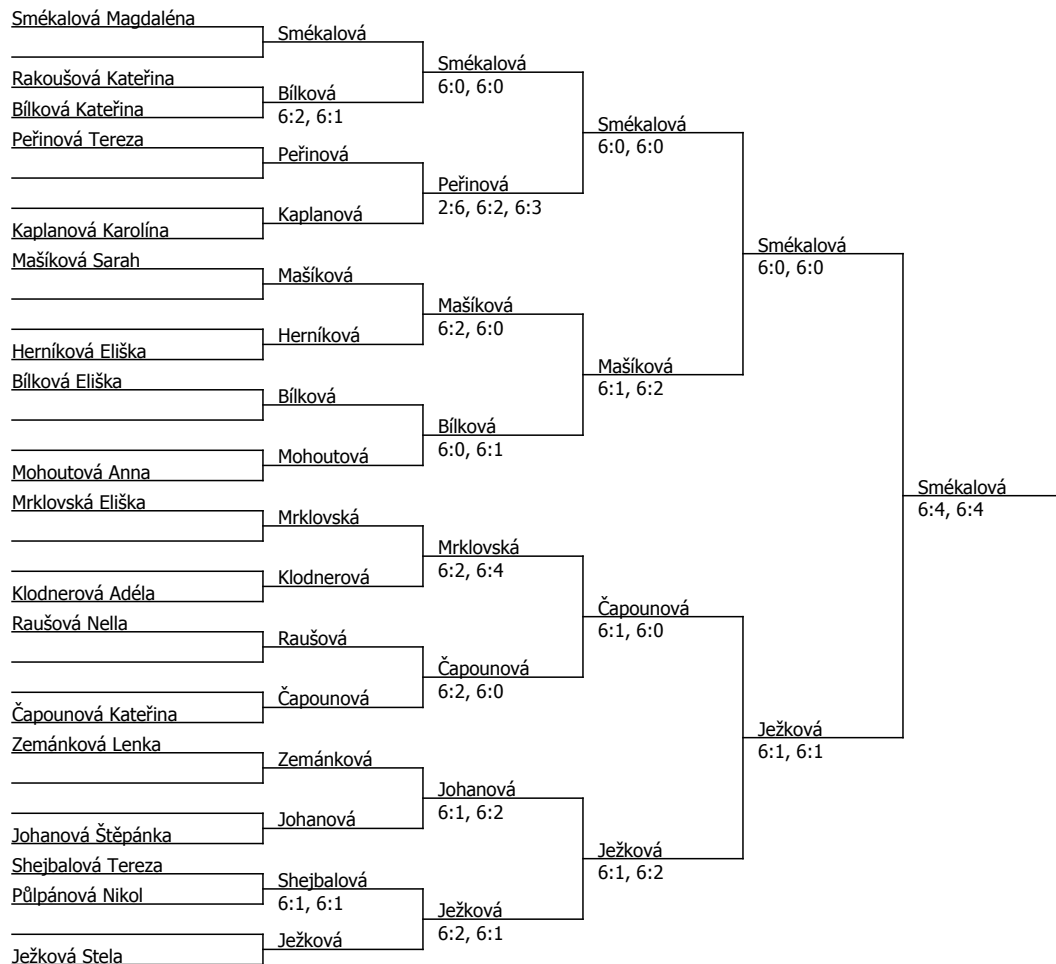 Smékalová Magdaléna
Rakoušová Kateřina
Bílková Kateřina
Peřinová Tereza
Kaplanová Karolína
Mašíková Sarah
Herníková Eliška
Bílková Eliška
Mohoutová Anna
Mrklovská Eliška
Klodnerová Adéla
Raušová Nella
Čapounová Kateřina
Zemánková Lenka
Johanová Štěpánka
Shejbalová Tereza
Půlpánová Nikol
Ježková Stela
Smékalová
Bílková
6:2, 6:1
Peřinová
Kaplanová
Mašíková
Herníková
Bílková
Mohoutová
Mrklovská
Klodnerová
Raušová
Čapounová
Zemánková
Johanová
Shejbalová
6:1, 6:1
Ježková
Smékalová
6:0, 6:0
Peřinová
2:6, 6:2, 6:3
Mašíková
6:2, 6:0
Bílková
6:0, 6:1
Mrklovská
6:2, 6:4
Čapounová
6:2, 6:0
Johanová
6:1, 6:2
Ježková
6:2, 6:1
Smékalová
6:0, 6:0
Mašíková
6:1, 6:2
Čapounová
6:1, 6:0
Ježková
6:1, 6:2
Smékalová
6:0, 6:0
Ježková
6:1, 6:1
Smékalová
6:4, 6:4